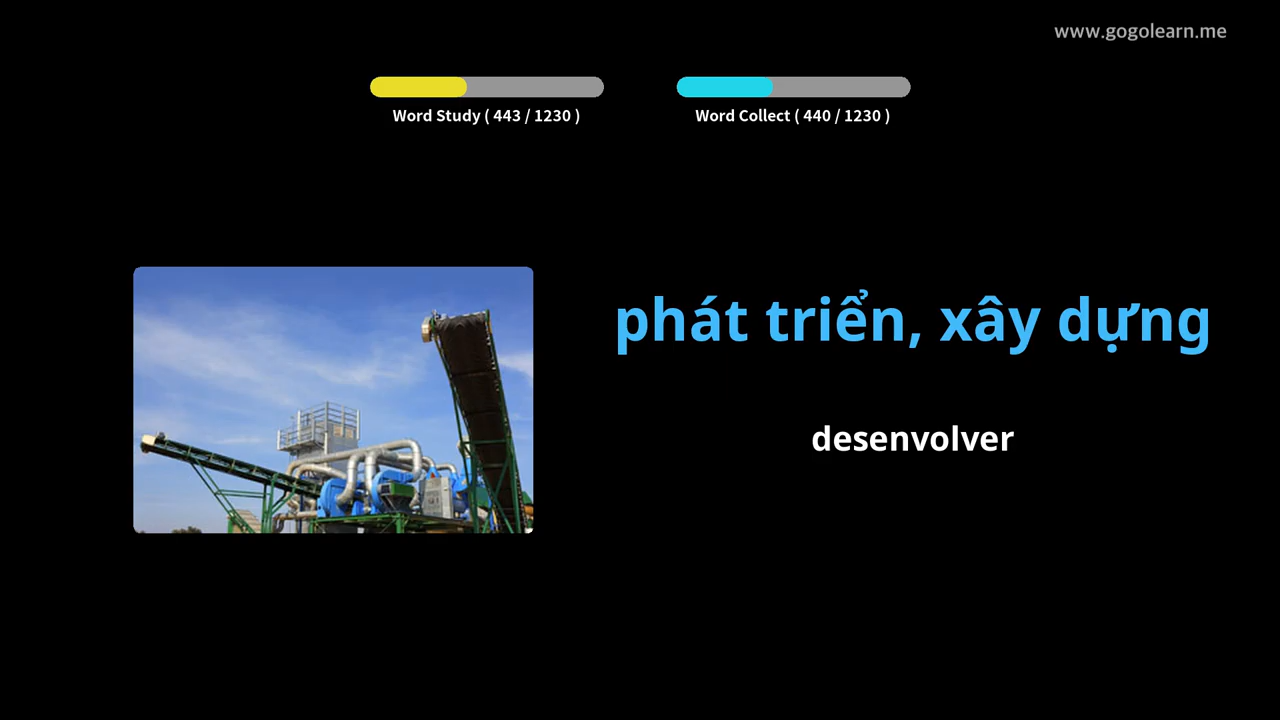 www.gogolearn.me
Word Study ( 443 / 1230 )
Word Collect ( 440 / 1230 )
phát triển, xây dựng
desenvolver